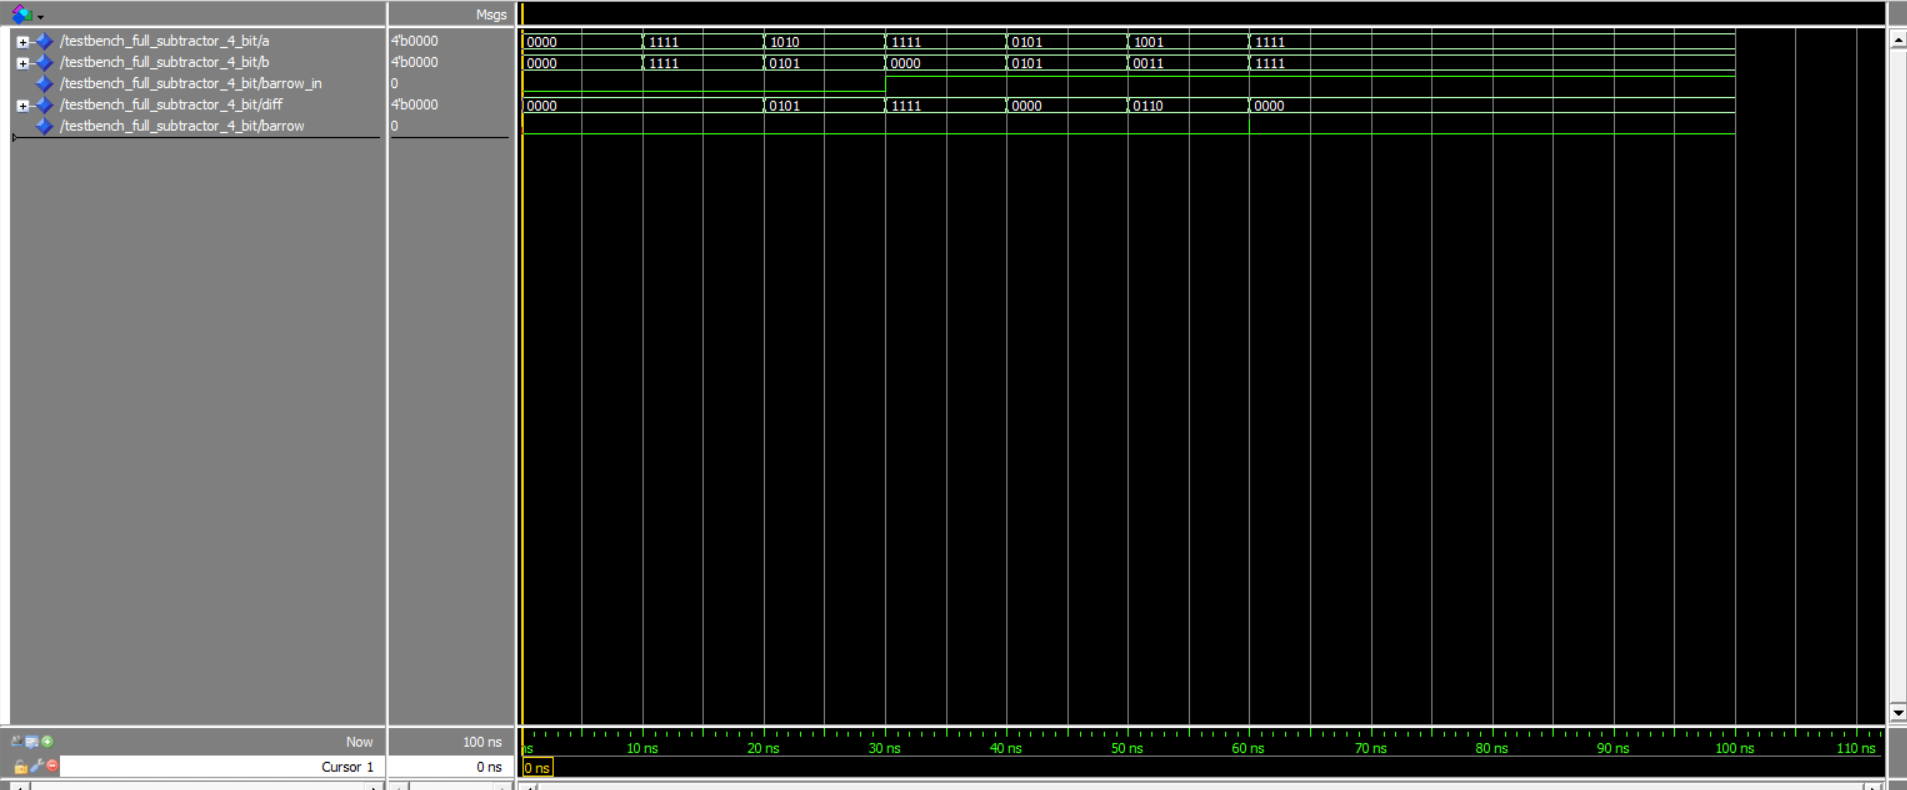 Msgs
/testbench_full_subtractor_4_bit/a 4'b0000 0000 1111 1010 1111 0101 1001 1111
/testbench_full_subtractor_4_bit/b 4'b0000 0000 1111 0101 0000 0101 0011 1111
/testbench_full_subtractor_4_bit/barrow_in 0
/testbench_full_subtractor_4_bit/diff 4'b0000 0000 0101 1111 0000 0110 0000
/testbench_full_subtractor_4_bit/barrow 0
Now 100 ns 10 ns 20 ns 30 ns 40 ns 50 ns 60 ns 70 ns 80 ns 90 ns 100 ns 110 ns
Cursor 1 0 ns 0 ns